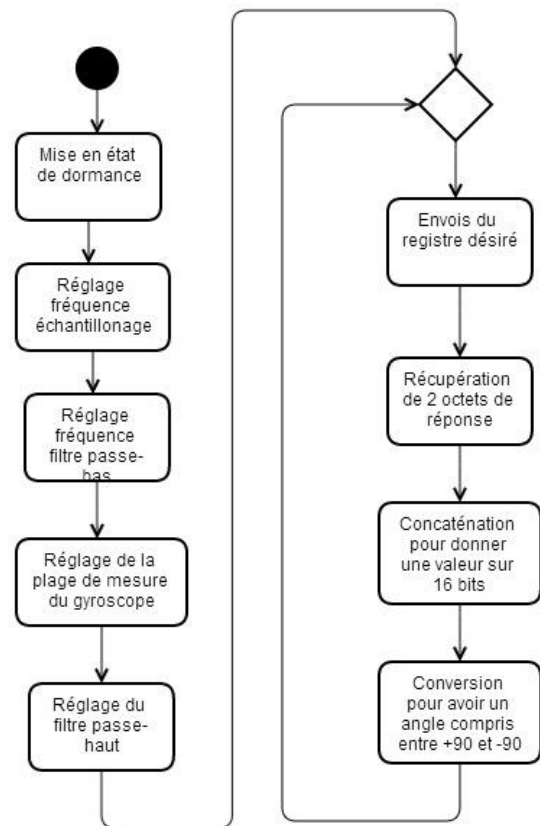 Mise en état
de dormance
Réglage
fréquence
échantillonage
Réglage
fréquence
filtre passe-
bas
Réglage de la
plage de mesure
du gyroscope
Réglage du
filtre passe-
haut
Envois du
registre désiré
Récupération
de 2 octets de
réponse
Concaténation
pour donner
une valeur sur
16 bits
Conversion
pour avoir un
angle compris
entre +90 et -90